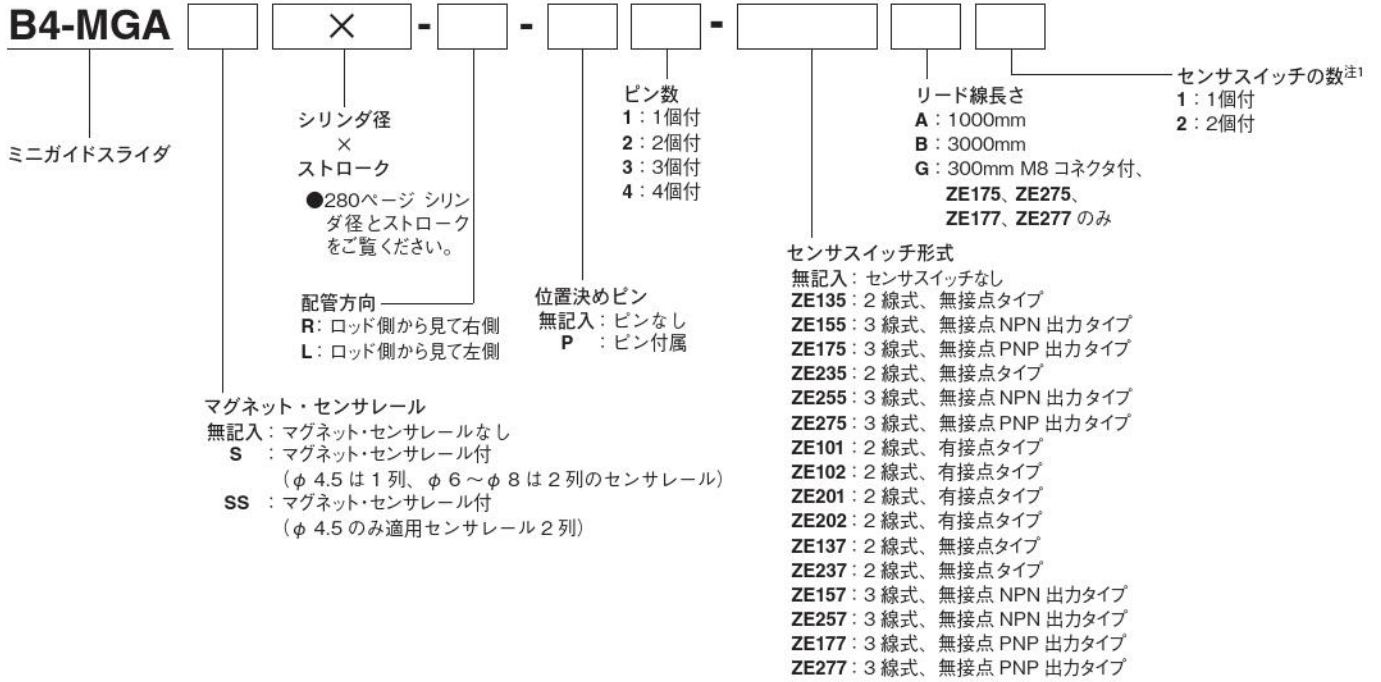 B4-MGA × - - -
ミニガイドスライダ
シリンダ径
×
ストローク
●280ページ シリン
ダ径とストローク
をご覧ください。
配管方向
R：ロッド側から見て右側
L：ロッド側から見て左側
マグネット・センサレール
無記入：マグネット・センサレールなし
S ：マグネット・センサレール付
（φ 4.5 は 1 列、φ 6～φ 8 は 2 列のセンサレール）
SS ：マグネット・センサレール付
（φ 4.5 のみ適用センサレール 2 列）
位置決めピン
無記入：ピンなし
P ：ピン付属
ピン数
1：1個付
2：2個付
3：3個付
4：4個付
センサスイッチ形式
無記入：センサスイッチなし
ZE135：2 線式、無接点タイプ
ZE155：3 線式、無接点 NPN 出力タイプ
ZE175：3 線式、無接点 PNP 出力タイプ
ZE235：2 線式、無接点タイプ
ZE255：3 線式、無接点 NPN 出力タイプ
ZE275：3 線式、無接点 PNP 出力タイプ
ZE101：2 線式、有接点タイプ
ZE102：2 線式、有接点タイプ
ZE201：2 線式、有接点タイプ
ZE202：2 線式、有接点タイプ
ZE137：2 線式、無接点タイプ
ZE237：2 線式、無接点タイプ
ZE157：3 線式、無接点 NPN 出力タイプ
ZE257：3 線式、無接点 NPN 出力タイプ
ZE177：3 線式、無接点 PNP 出力タイプ
ZE277：3 線式、無接点 PNP 出力タイプ
リード線長さ
A：1000mm
B：3000mm
G：300mm M8 コネクタ付、
ZE175、ZE275、
ZE177、ZE277 のみ
センサスイッチの数注1
1：1個付
2：2個付